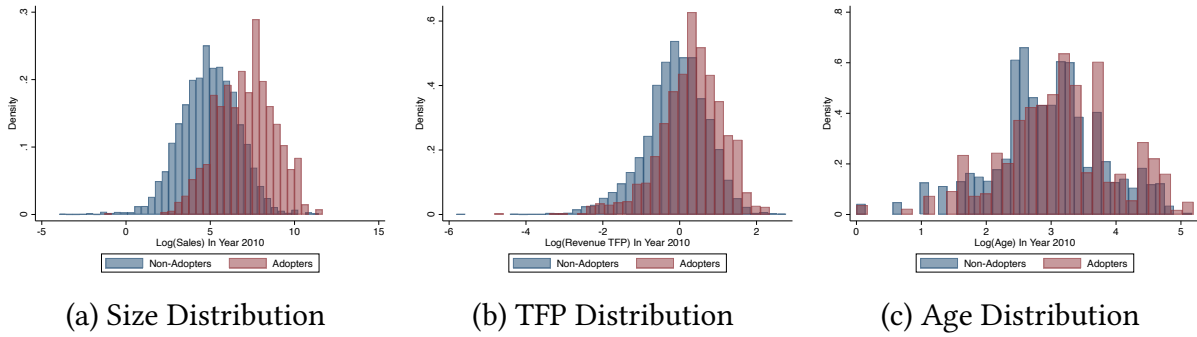 .3
.2
.1
0
Density
-5 0 5 10 15
Log(Sales) In Year 2010
Non-Adopters Adopters
(a) Size Distribution
.6
.4
.2
0
Density
-6 -4 -2 0 2
Log(Revenue TFP) In Year 2010
Non-Adopters Adopters
(b) TFP Distribution
.8
.6
.4
.2
0
Density
0 1 2 3 4 5
Log(Age) In Year 2010
Non-Adopters Adopters
(c) Age Distribution